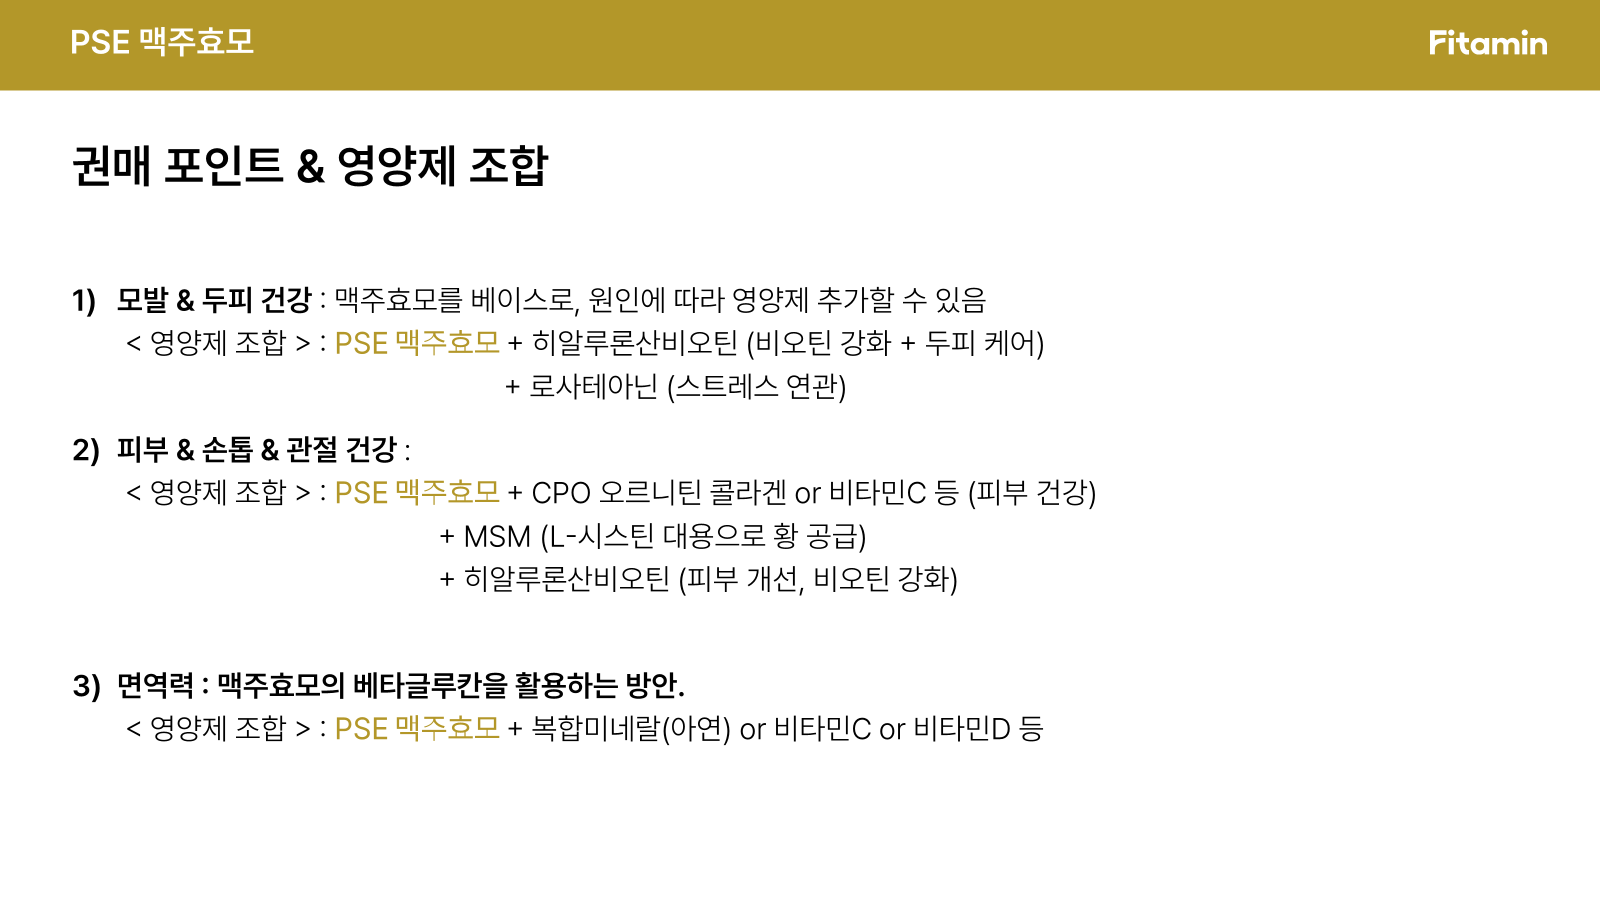 PSE 맥주효모
Fitamin
권매 포인트 & 영양제 조합
1) 모발 & 두피 건강 : 맥주효모를 베이스로, 원인에 따라 영양제 추가할 수 있음
< 영양제 조합 > : PSE 맥주효모 + 히알루론산비오틴 (비오틴 강화 + 두피 케어)
+ 로사테아닌 (스트레스 연관)
2) 피부 & 손톱 & 관절 건강 :
< 영양제 조합 > : PSE 맥주효모 + CPO 오르니틴 콜라겐 or 비타민C 등 (피부 건강)
+ MSM (L-시스틴 대용으로 황 공급)
+ 히알루론산비오틴 (피부 개선, 비오틴 강화)
3) 면역력 : 맥주효모의 베타글루칸을 활용하는 방안.
< 영양제 조합 > : PSE 맥주효모 + 복합미네랄(아연) or 비타민C or 비타민D 등